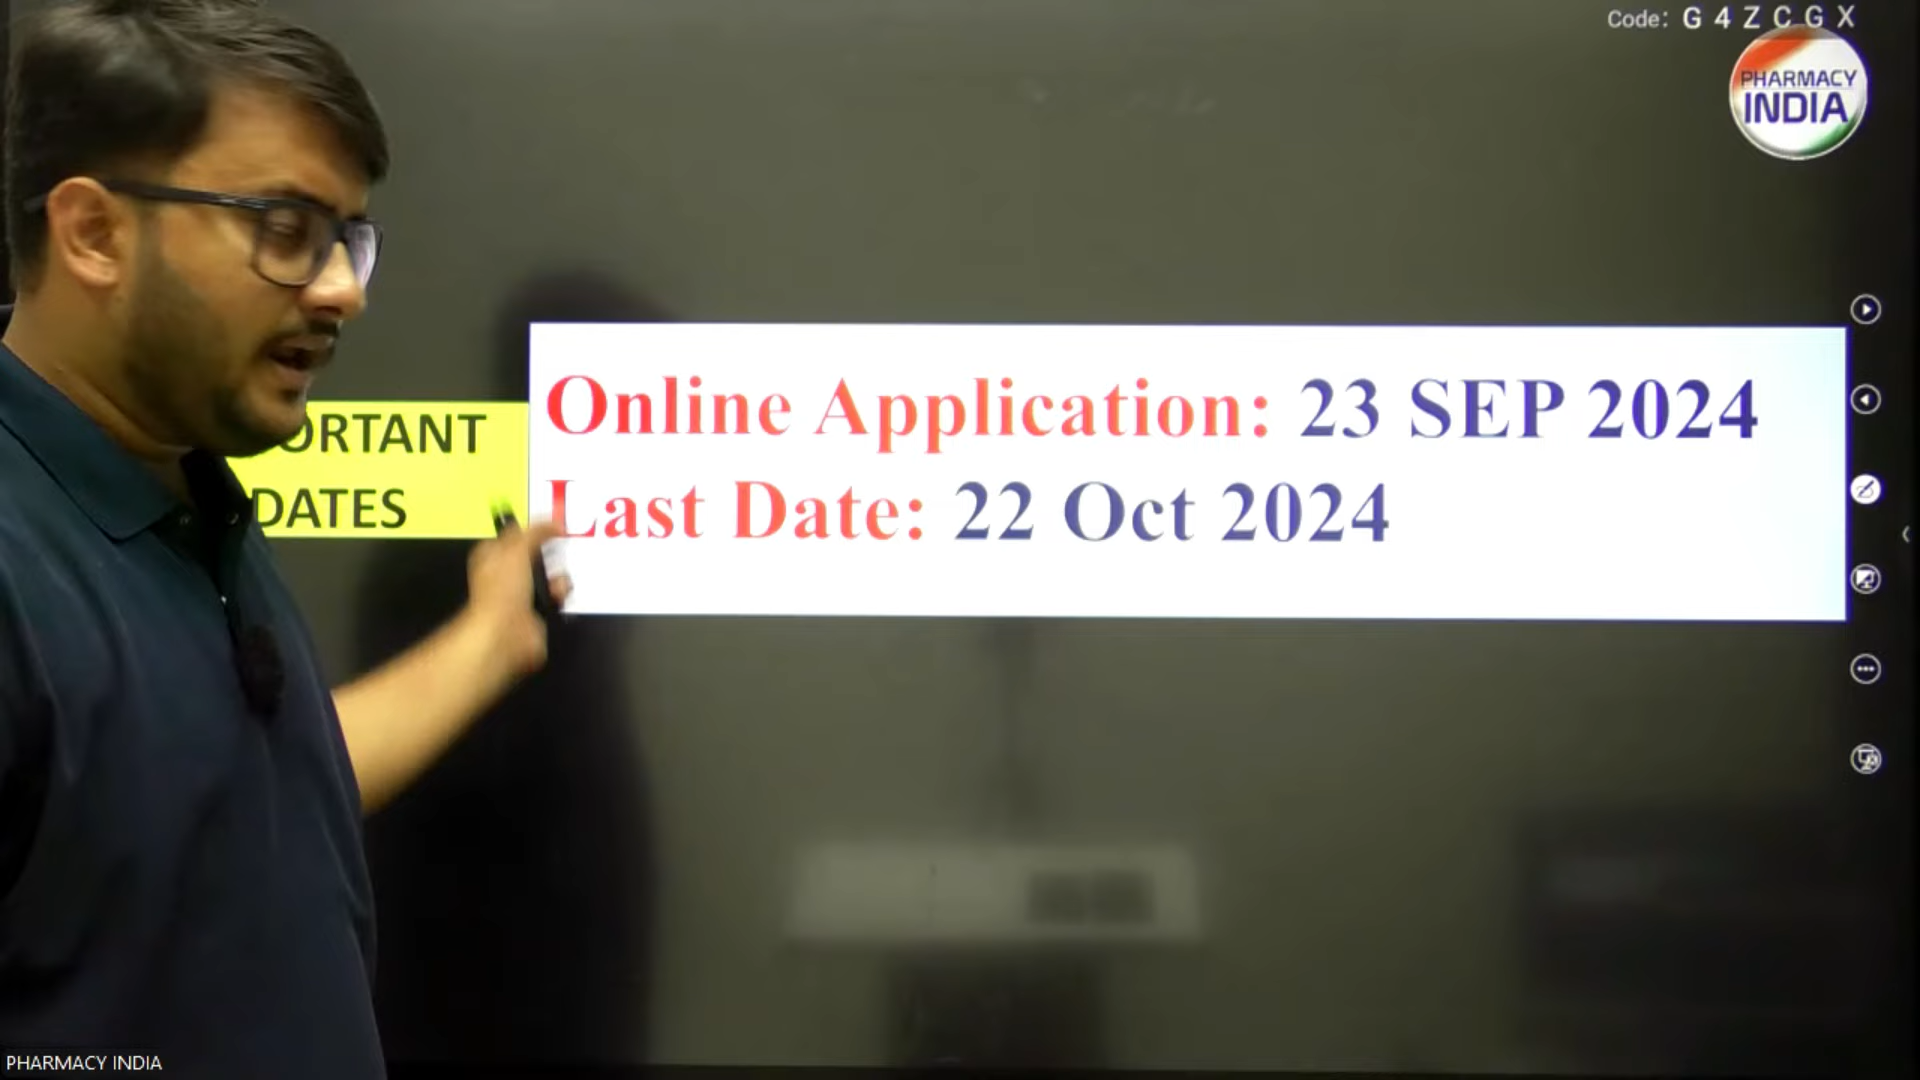 Code: G 4 Z C G X
PHARMACY
INDIA
ORTANT
DATES
Online Application: 23 SEP 2024
Last Date: 22 Oct 2024
PHARMACY INDIA